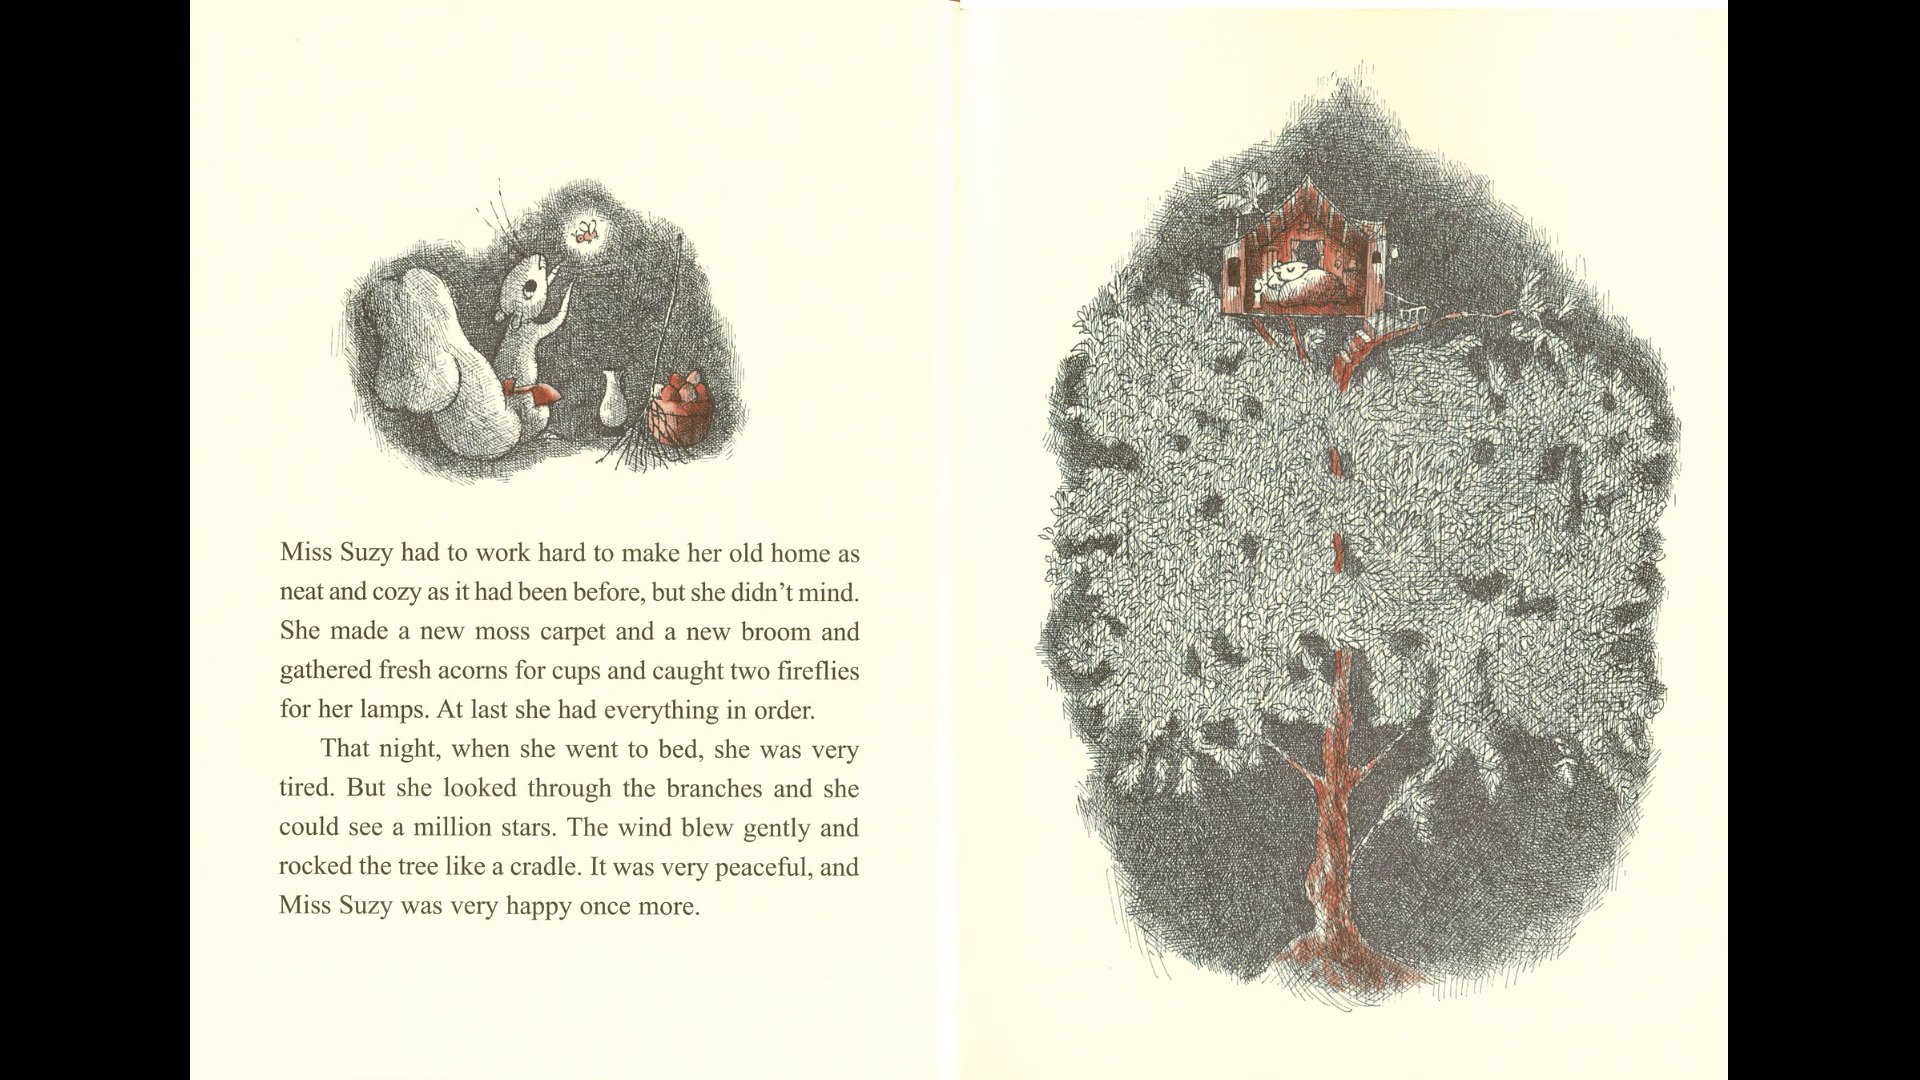 Miss Suzy had to work hard to make her old home as
neat and cozy as it had been before, but she didn’t mind.
She made a new moss carpet and a new broom and
gathered fresh acorns for cups and caught two fireflies
for her lamps. At last she had everything in order.
That night, when she went to bed, she was very
tired. But she looked through the branches and she
could see a million stars. The wind blew gently and
rocked the tree like a cradle. It was very peaceful, and
Miss Suzy was very happy once more.